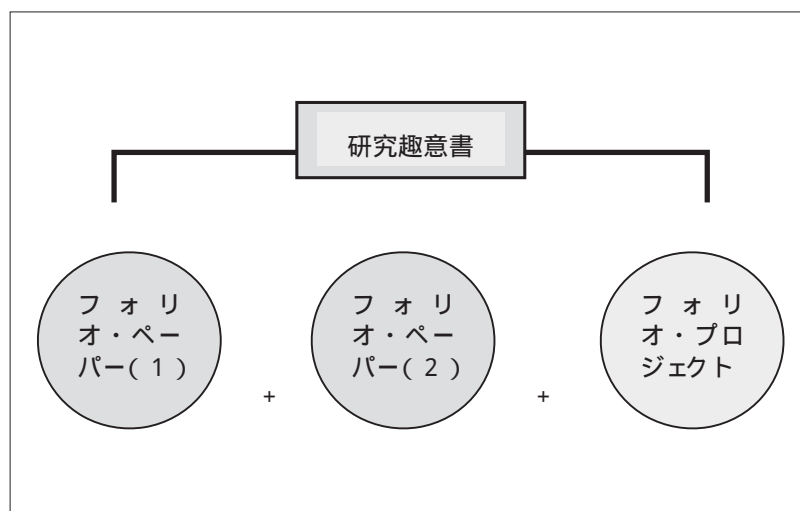 研究趣意書
フォリ
オ・ペー
パー(1)
+
フォリ
オ・ペー
パー(2)
+
フォリ
オ・プロ
ジェクト